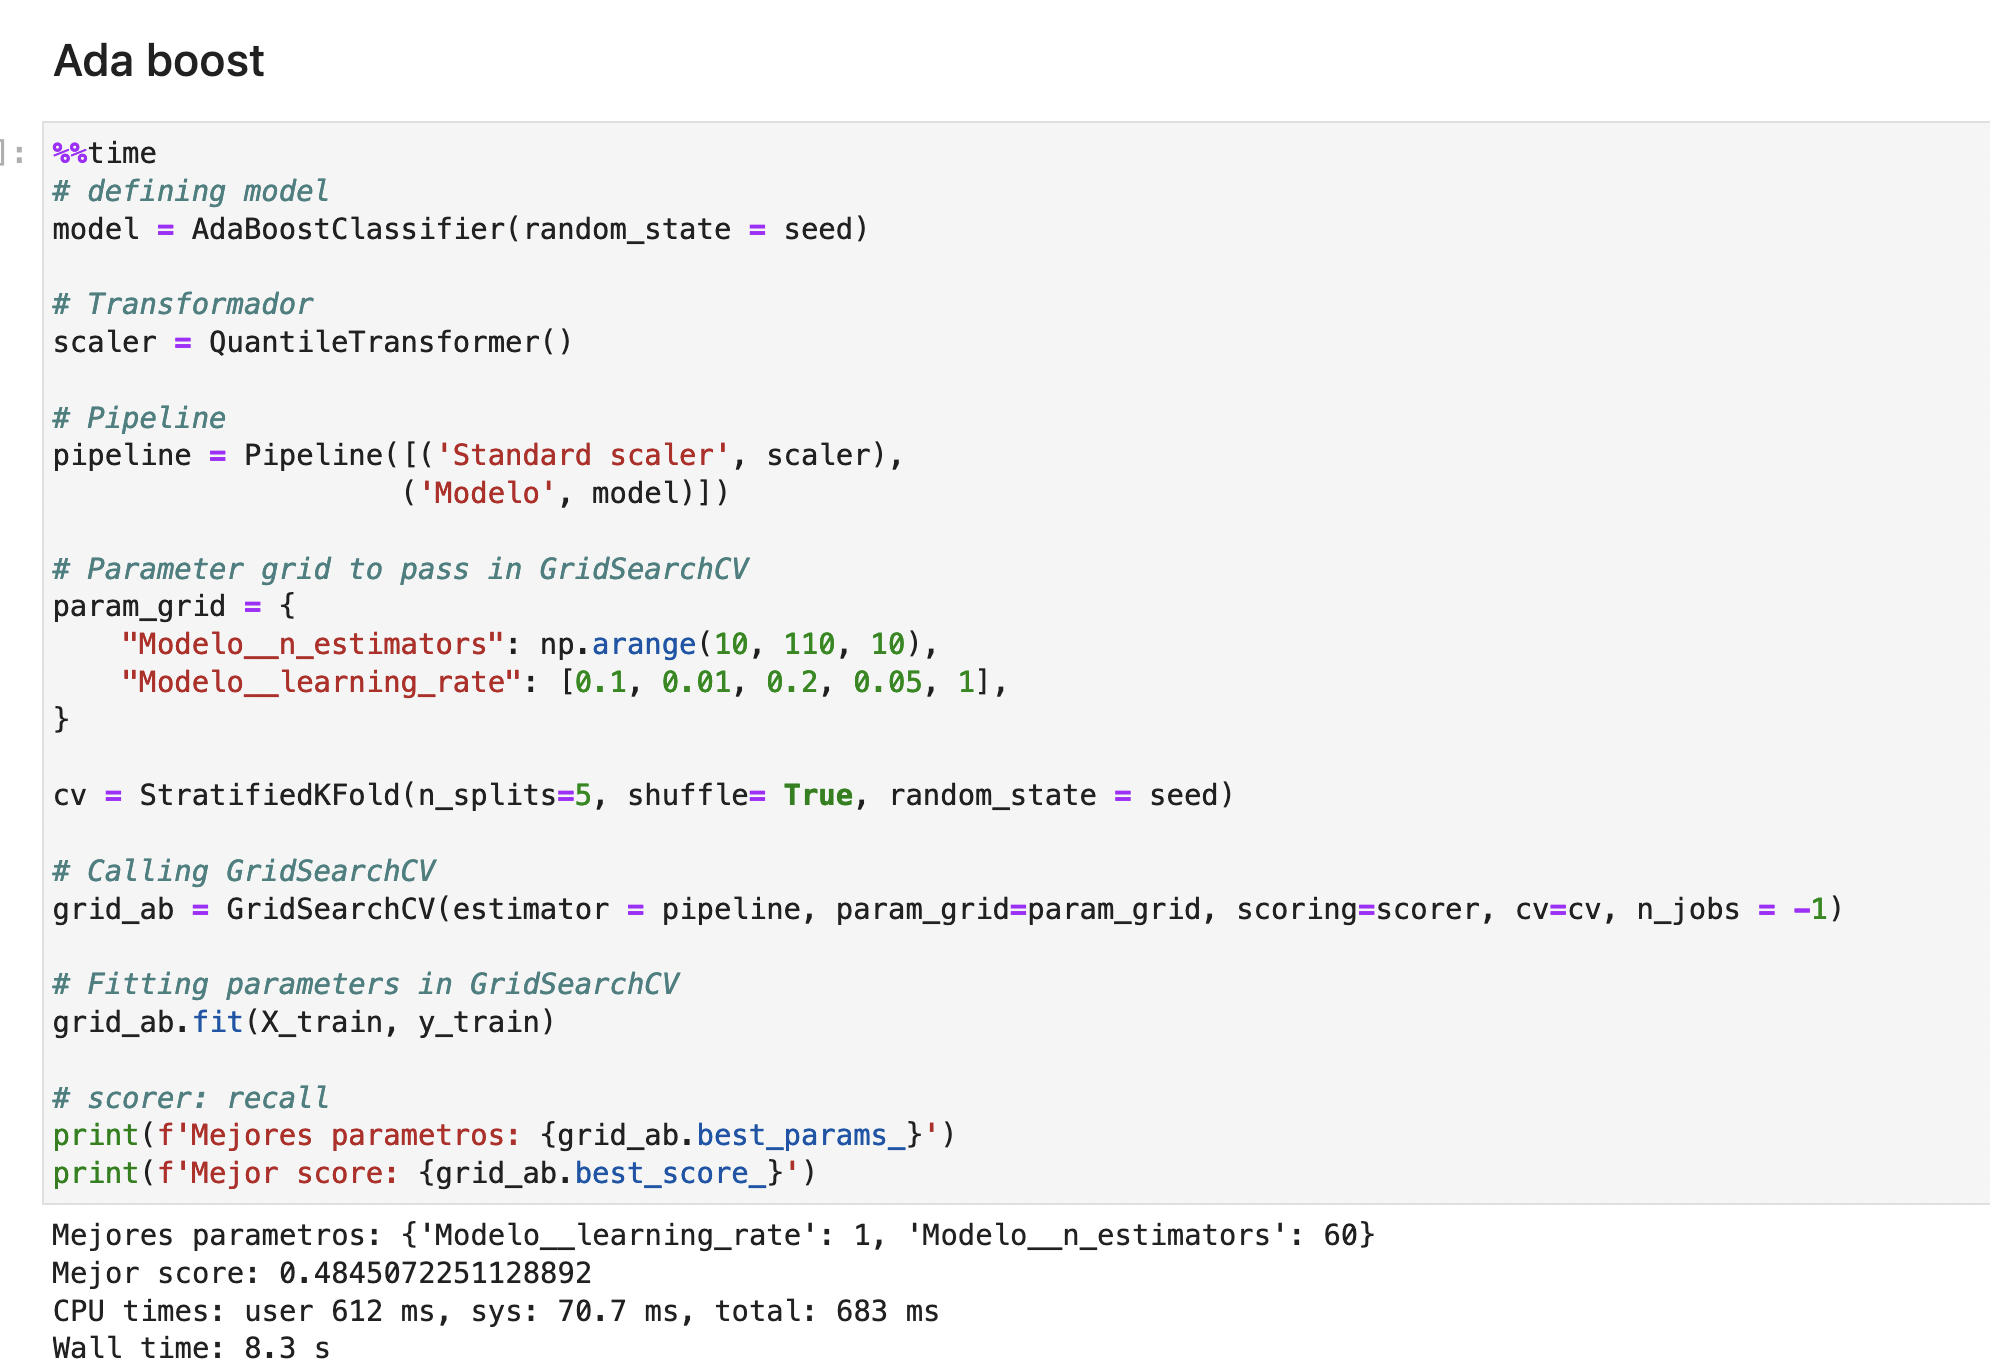 Ada boost
]:
%%time
# defining model
model = AdaBoostClassifier(random_state = seed)
# Transformador
scaler = QuantileTransformer()
# Pipeline
pipeline = Pipeline([('Standard scaler', scaler),
('Modelo', model)])
# Parameter grid to pass in GridSearchCV
param_grid = {
"Modelo__n_estimators": np.arange(10, 110, 10),
"Modelo__learning_rate": [0.1, 0.01, 0.2, 0.05, 1],
}
cv = StratifiedKFold(n_splits=5, shuffle= True, random_state = seed)
# Calling GridSearchCV
grid_ab = GridSearchCV(estimator = pipeline, param_grid=param_grid, scoring=scorer, cv=cv, n_jobs = -1)
# Fitting parameters in GridSearchCV
grid_ab.fit(X_train, y_train)
# scorer: recall
print(f'Mejores parametros: {grid_ab.best_params_}')
print(f'Mejor score: {grid_ab.best_score_}')
Mejores parametros: {'Modelo__learning_rate': 1, 'Modelo__n_estimators': 60}
Mejor score: 0.4845072251128892
CPU times: user 612 ms, sys: 70.7 ms, total: 683 ms
Wall time: 8.3 s